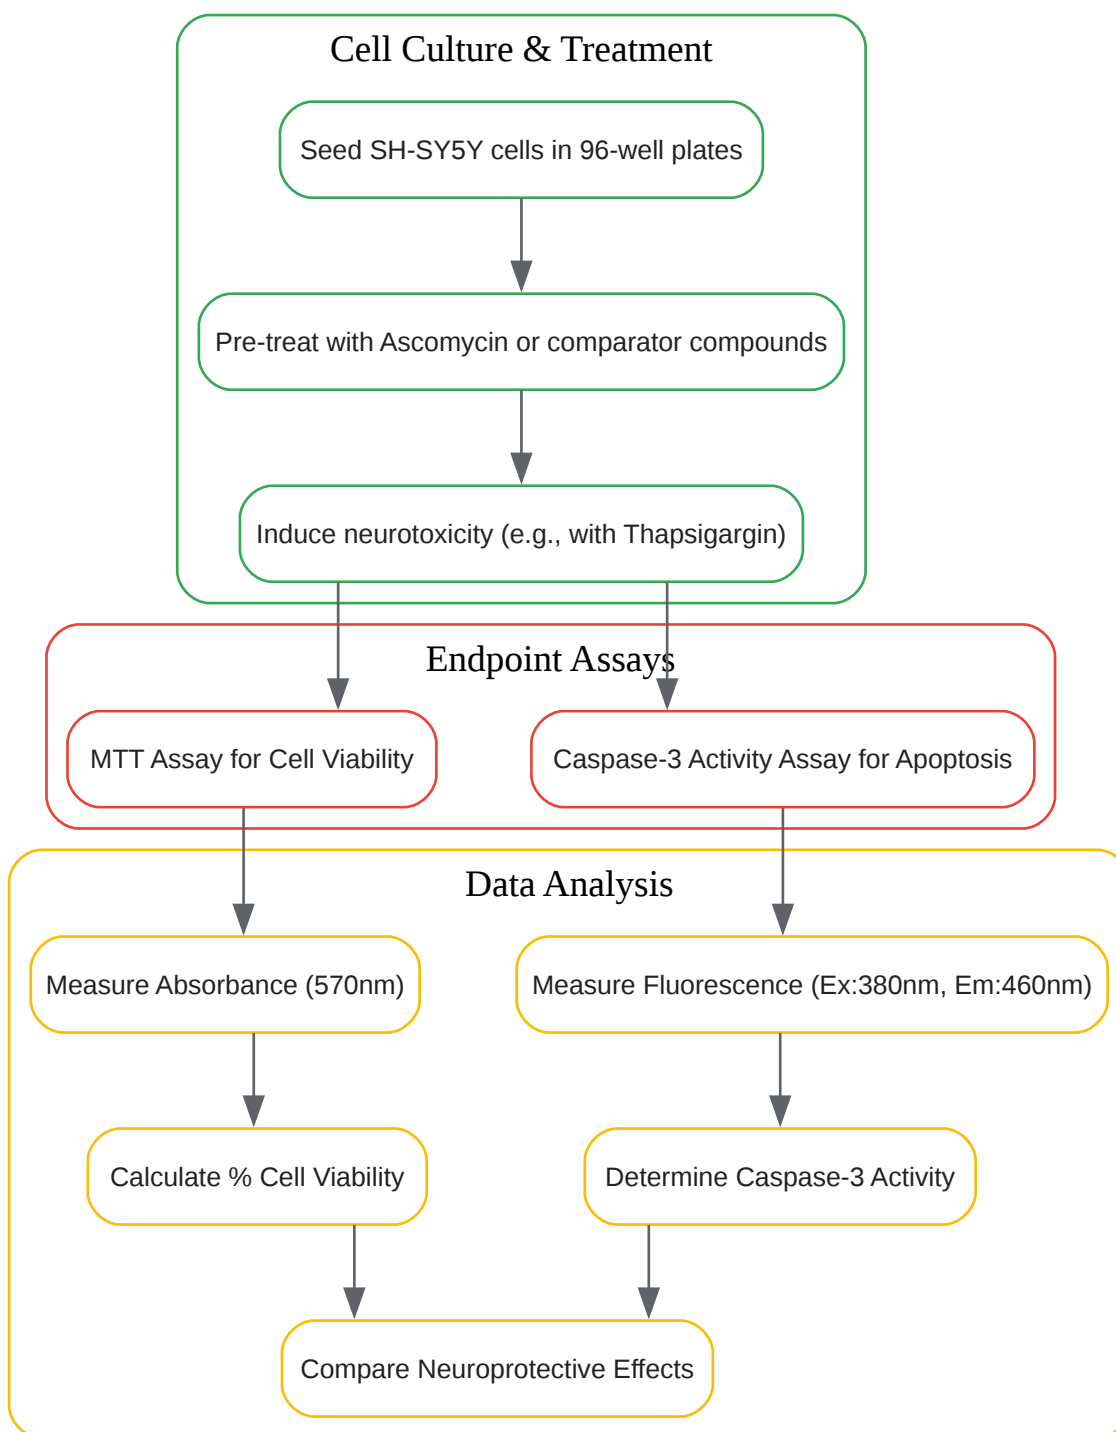 Cell Culture & Treatment
Seed SH-SY5Y cells in 96-well plates
Pre-treat with Ascomycin or comparator compounds
Induce neurotoxicity (e.g., with Thapsigargin)
Endpoint Assays
MTT Assay for Cell Viability
Caspase-3 Activity Assay for Apoptosis
Data Analysis
Measure Absorbance (570nm)
Measure Fluorescence (Ex:380nm, Em:460nm)
Calculate % Cell Viability
Determine Caspase-3 Activity
Compare Neuroprotective Effects